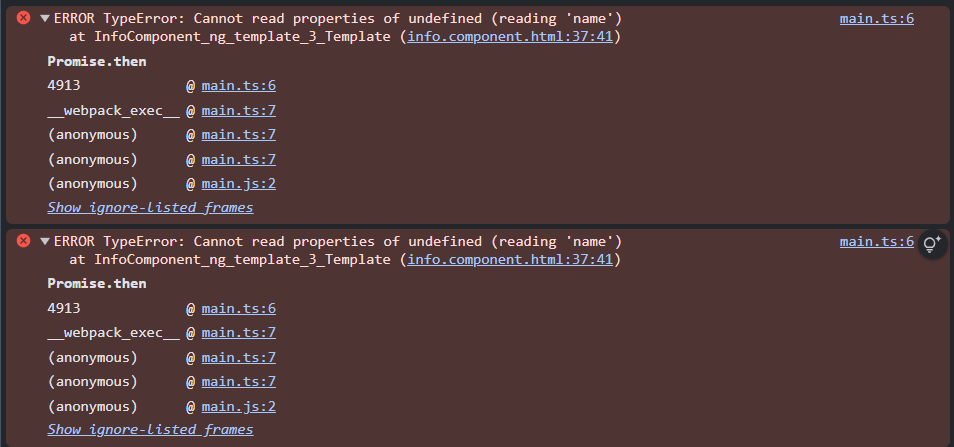 ERROR TypeError: Cannot read properties of undefined (reading 'name') main.ts:6
at InfoComponent_ng_template_3_Template (info.component.html:37:41)
Promise.then
4913 @ main.ts:6
__webpack_exec__ @ main.ts:7
(anonymous) @ main.ts:7
(anonymous) @ main.ts:7
(anonymous) @ main.js:2
Show ignore-listed frames
ERROR TypeError: Cannot read properties of undefined (reading 'name') main.ts:6
at InfoComponent_ng_template_3_Template (info.component.html:37:41)
Promise.then
4913 @ main.ts:6
__webpack_exec__ @ main.ts:7
(anonymous) @ main.ts:7
(anonymous) @ main.ts:7
(anonymous) @ main.js:2
Show ignore-listed frames